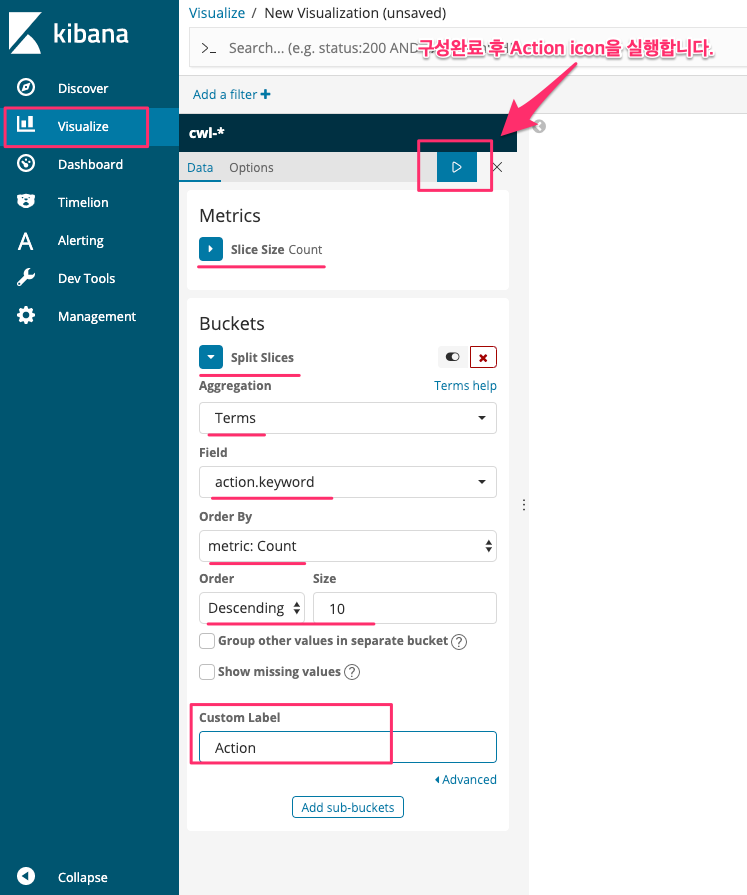 kibana
Discover
Visualize
Dashboard
Timelion
Alerting
Dev Tools
Management
Collapse
Visualize / New Visualization (unsaved)
>_ Search... (e.g. status:200 AND
구성완료 후 Action icon을 실행합니다.
Add a filter +
cwl-*
Data Options
Metrics
Slice Size Count
Buckets
Split Slices
Aggregation Terms help
Terms
Field
action.keyword
Order By
metric: Count
Order Size
Descending 10
Group other values in separate bucket ?
Show missing values ?
Custom Label
Action
Advanced
Add sub-buckets